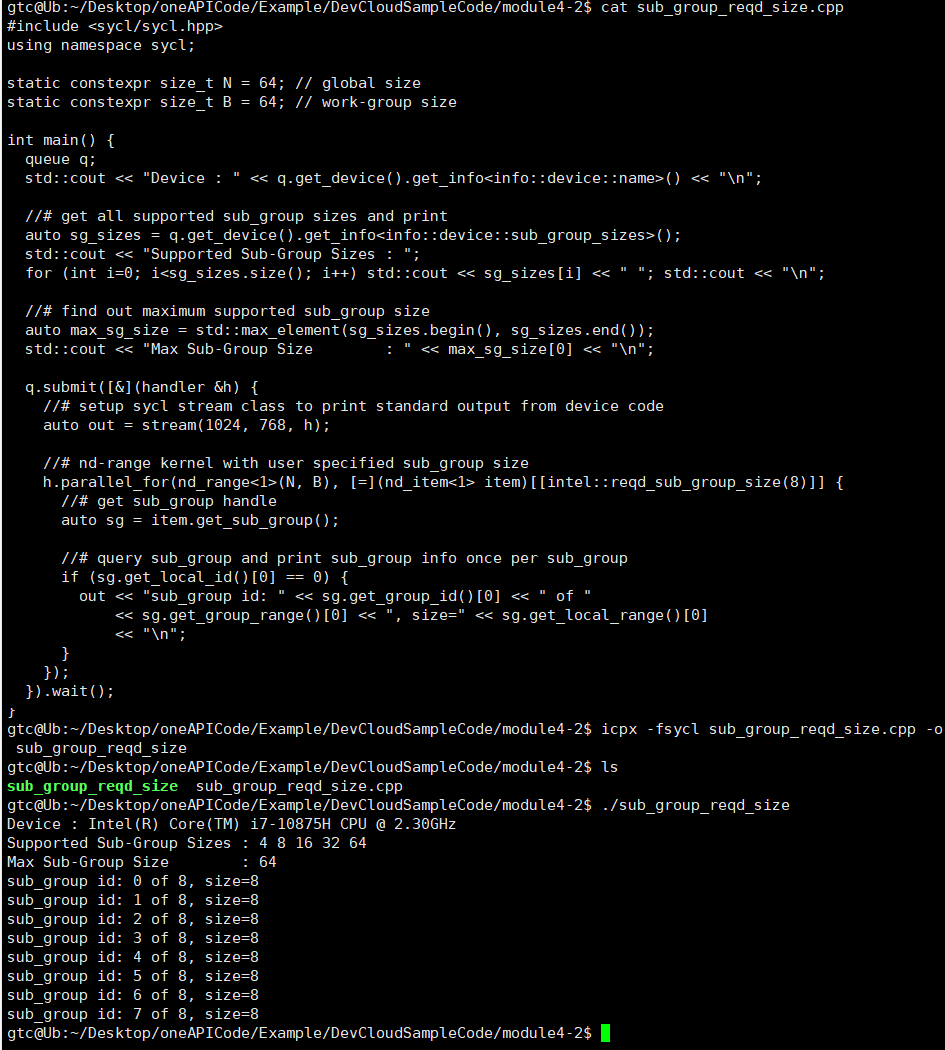 gtc@Ub:~/Desktop/oneAPICode/Example/DevCloudSampleCode/module4-2$ cat sub_group_reqd_size.cpp
#include <sycl/sycl.hpp>
using namespace sycl;

static constexpr size_t N = 64; // global size
static constexpr size_t B = 64; // work-group size

int main() {
  queue q;
  std::cout << "Device : " << q.get_device().get_info<info::device::name>() << "\n";

  //# get all supported sub_group sizes and print
  auto sg_sizes = q.get_device().get_info<info::device::sub_group_sizes>();
  std::cout << "Supported Sub-Group Sizes : ";
  for (int i=0; i<sg_sizes.size(); i++) std::cout << sg_sizes[i] << " "; std::cout << "\n";

  //# find out maximum supported sub_group size
  auto max_sg_size = std::max_element(sg_sizes.begin(), sg_sizes.end());
  std::cout << "Max Sub-Group Size        : " << max_sg_size[0] << "\n";

  q.submit([&](handler &h) {
    //# setup sycl stream class to print standard output from device code
    auto out = stream(1024, 768, h);

    //# nd-range kernel with user specified sub_group size
    h.parallel_for(nd_range<1>(N, B), [=](nd_item<1> item)[[intel::reqd_sub_group_size(8)]] {
      //# get sub_group handle
      auto sg = item.get_sub_group();

      //# query sub_group and print sub_group info once per sub_group
      if (sg.get_local_id()[0] == 0) {
        out << "sub_group id: " << sg.get_group_id()[0] << " of "
            << sg.get_group_range()[0] << ", size=" << sg.get_local_range()[0]
            << "\n";
      }
    });
  }).wait();
}
gtc@Ub:~/Desktop/oneAPICode/Example/DevCloudSampleCode/module4-2$ icpx -fsycl sub_group_reqd_size.cpp -o
 sub_group_reqd_size
gtc@Ub:~/Desktop/oneAPICode/Example/DevCloudSampleCode/module4-2$ ls
sub_group_reqd_size  sub_group_reqd_size.cpp
gtc@Ub:~/Desktop/oneAPICode/Example/DevCloudSampleCode/module4-2$ ./sub_group_reqd_size
Device : Intel(R) Core(TM) i7-10875H CPU @ 2.30GHz
Supported Sub-Group Sizes : 4 8 16 32 64
Max Sub-Group Size        : 64
sub_group id: 0 of 8, size=8
sub_group id: 1 of 8, size=8
sub_group id: 2 of 8, size=8
sub_group id: 3 of 8, size=8
sub_group id: 4 of 8, size=8
sub_group id: 5 of 8, size=8
sub_group id: 6 of 8, size=8
sub_group id: 7 of 8, size=8
gtc@Ub:~/Desktop/oneAPICode/Example/DevCloudSampleCode/module4-2$